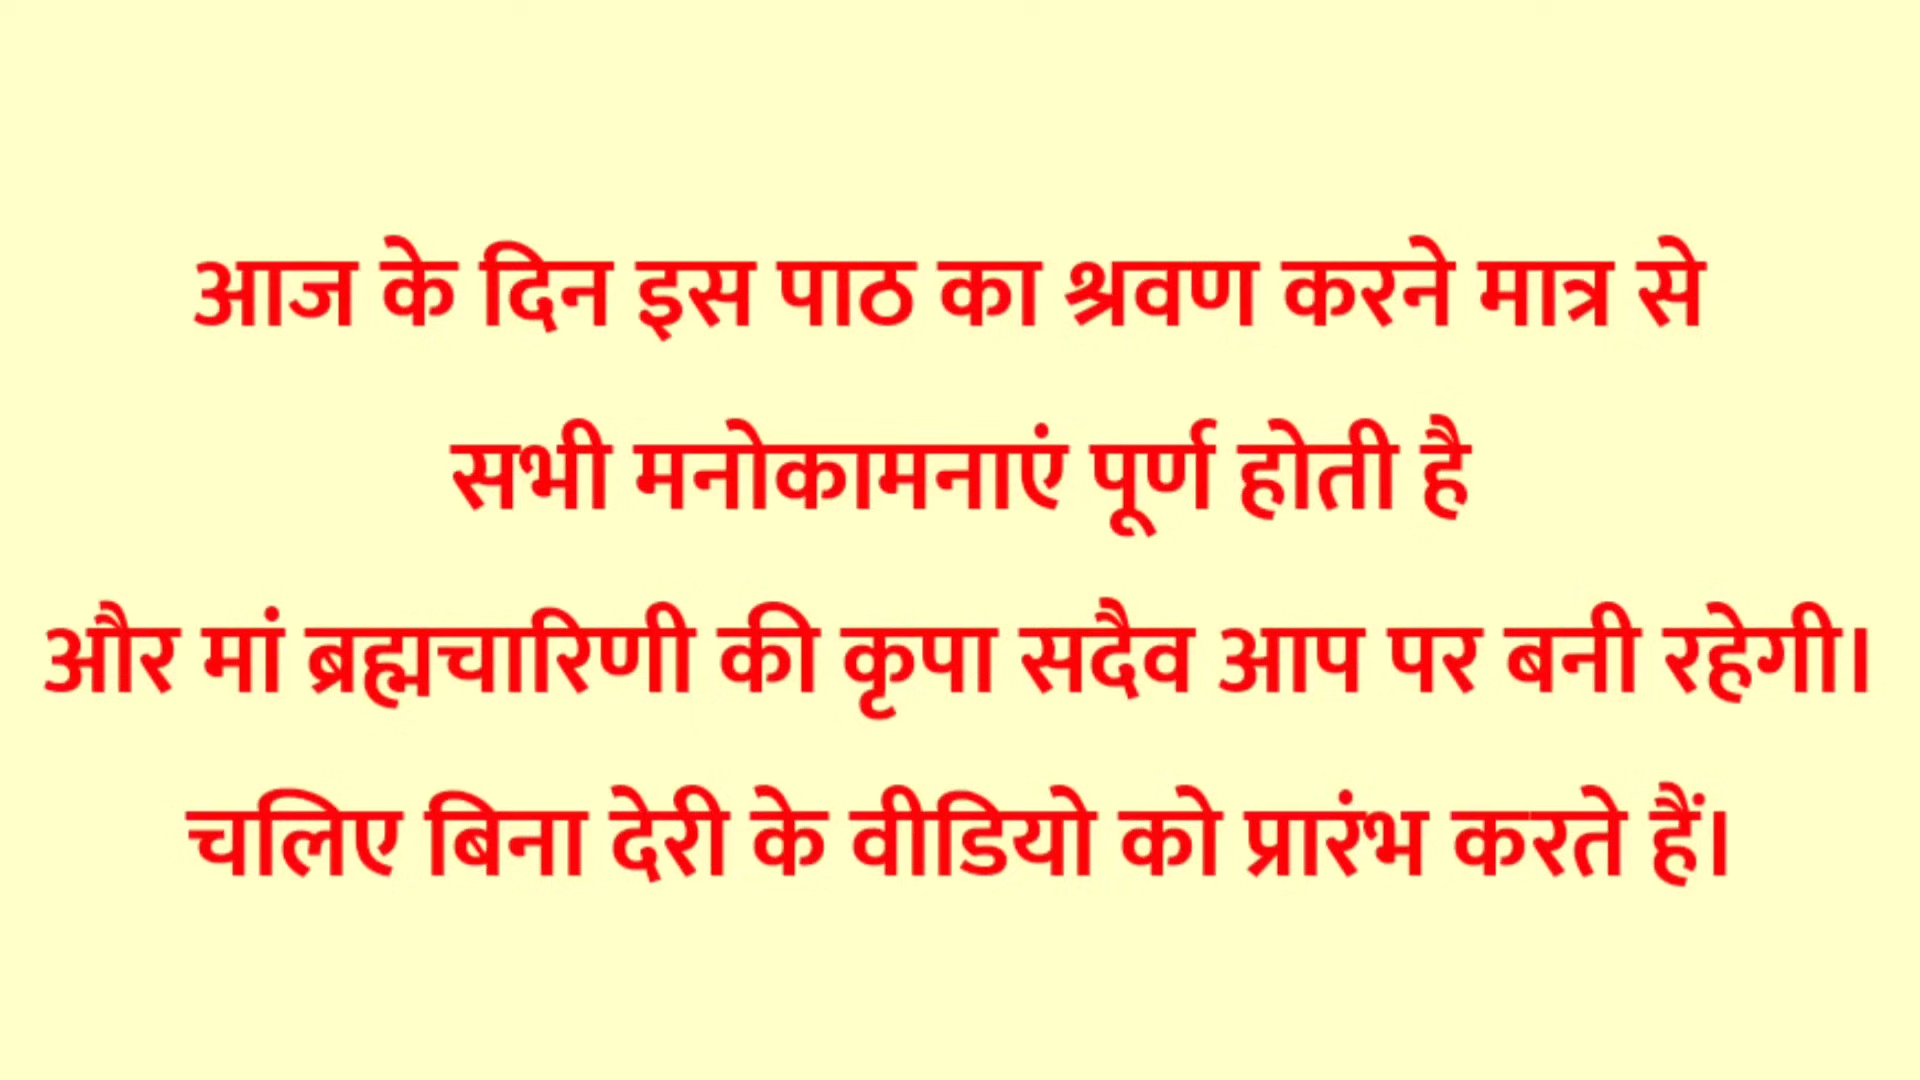 आज के दिन इस पाठ का श्रवण करने मात्र से
सभी मनोकामनाएं पूर्ण होती है
और मां ब्रह्मचारिणी की कृपा सदैव आप पर बनी रहेगी।
चलिए बिना देरी के वीडियो को प्रारंभ करते हैं।